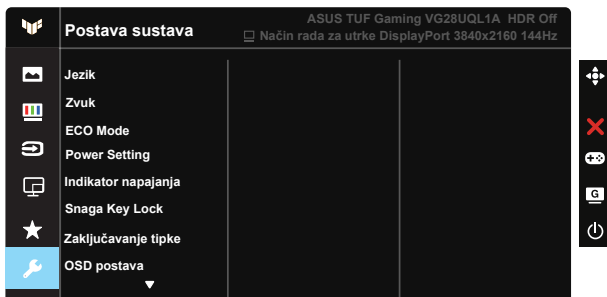 Postava sustava
ASUS TUF Gaming VG28UQL1A HDR Off
Način rada za utrke DisplayPort 3840x2160 144Hz
Jezik
Zvuk
ECO Mode
Power Setting
Indikator napajanja
Snaga Key Lock
Zaključavanje tipke
OSD postava
G